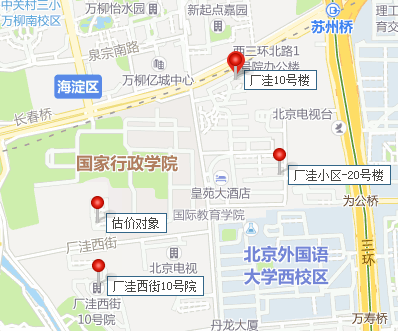 中关村三小
万柳南校区
万柳怡水园
新起点嘉园
苏州桥
理工
育交
泉宗南路
西三环北路1
号院办公楼
万柳亿城中心
海淀区
厂洼10号楼
长春桥
北京电视台
国家行政学院
厂洼小区-20号楼
皇苑大酒店
为公桥
国际教育学院
估价对象
厂洼西街
北京外国语
大学西校区
三环
北京电视
厂洼西街10号院
厂洼西街
10号院
丹龙大厦
万寿桥